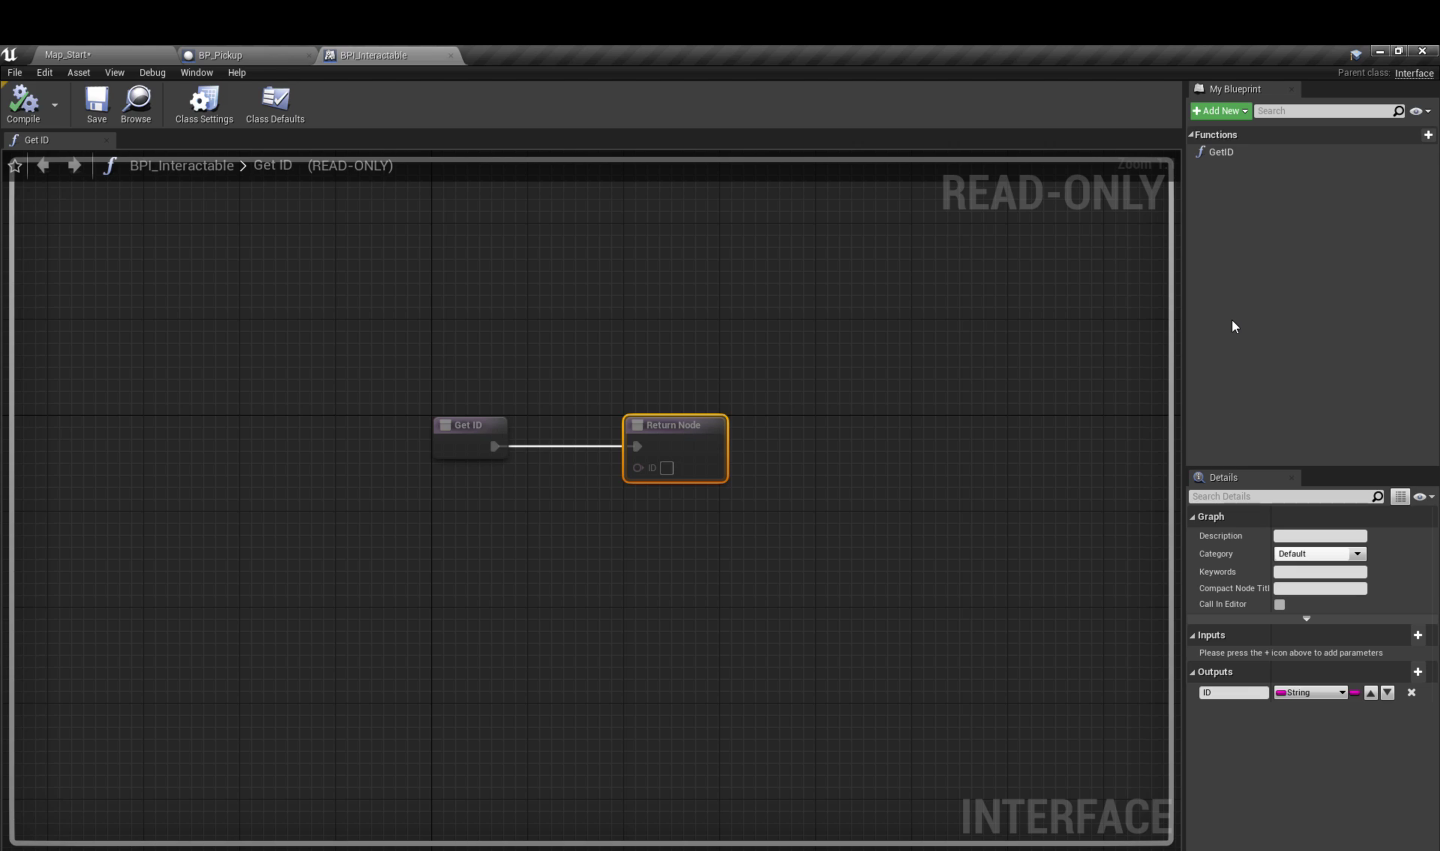 Map_Start•
BP_Pickup
BPI_Interactable
File Edit Asset View Debug Window Help
Parent class: Interface
Compile
Save
Browse
Class Settings
Class Defaults
My Blueprint
Add New
Search
Functions
GetID
Get ID
BPI_Interactable > Get ID (READ-ONLY)
READ-ONLY
Get ID
Return Node
ID
INTERFACE
Details
Search Details
Graph
Description
Category Default
Keywords
Compact Node Titl
Call In Editor
Inputs
Please press the + icon above to add parameters
Outputs
ID String